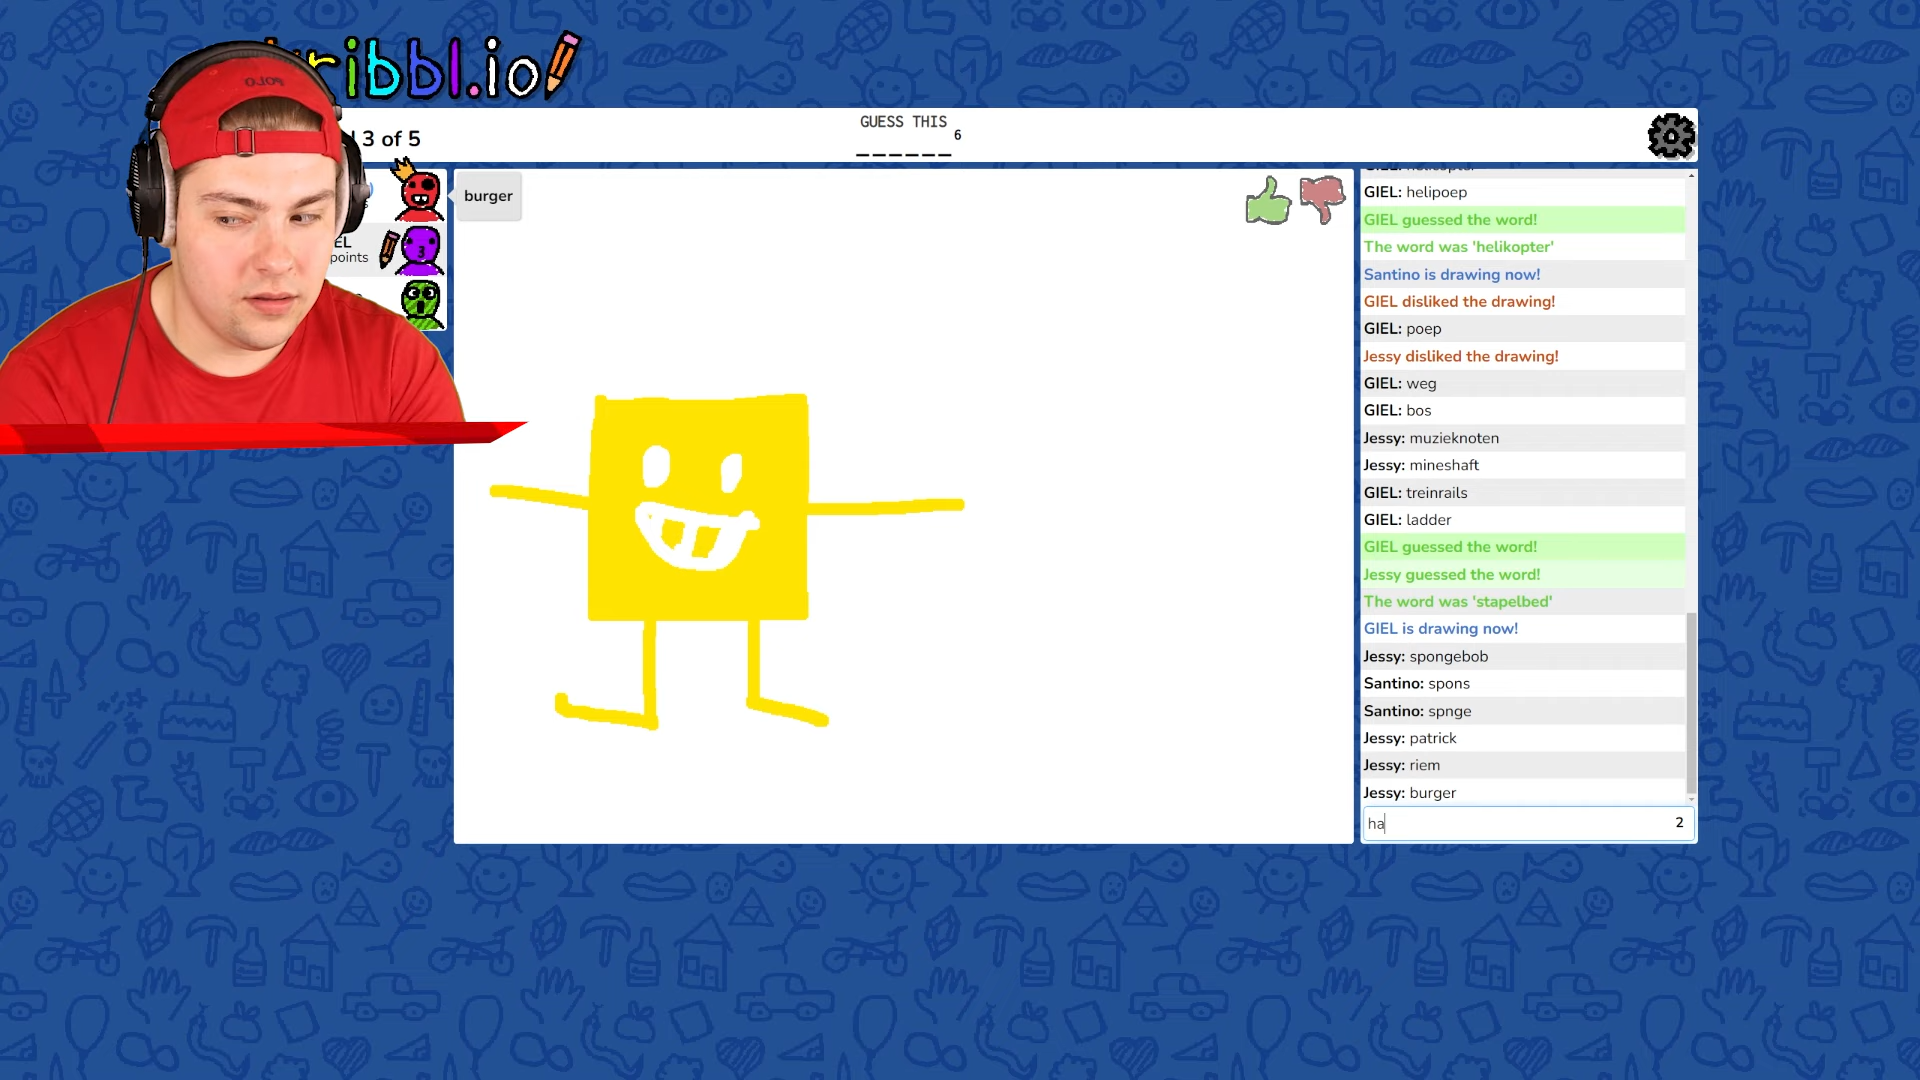 ribbl.io
POLO
3 of 5
GUESS THIS
______ 6
EL
points
burger
GIEL: helipoep
GIEL guessed the word!
The word was 'helikopter'
Santino is drawing now!
GIEL disliked the drawing!
GIEL: poep
Jessy disliked the drawing!
GIEL: weg
GIEL: bos
Jessy: muzieknoten
Jessy: mineshaft
GIEL: treinrails
GIEL: ladder
GIEL guessed the word!
Jessy guessed the word!
The word was 'stapelbed'
GIEL is drawing now!
Jessy: spongebob
Santino: spons
Santino: spnge
Jessy: patrick
Jessy: riem
Jessy: burger
ha 2